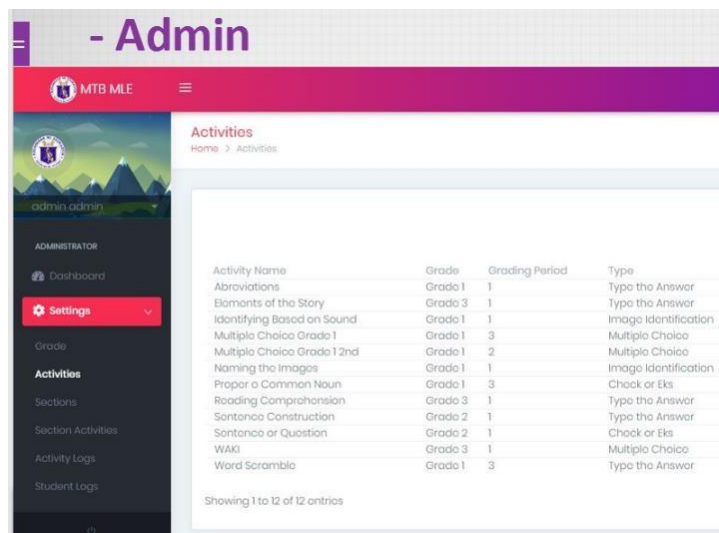 - Admin
MTB MLE
Activities
Home > Activities
admin admin
ADMINISTRATOR
Dashboard
Settings
Grade
Activities
Sections
Section Activities
Activity Logs
Student Logs
Activity Name Grade Grading Period Type
Abreviations Grade 1 1 Type the Answer
Elements of the Story Grade 3 1 Type the Answer
Identifying Based on Sound Grade 1 1 Image Identification
Multiple Choice Grade 1 Grade 1 3 Multiple Choice
Multiple Choice Grade 1 2nd Grade 1 2 Multiple Choice
Naming the Images Grade 1 1 Image Identification
Proper o Common Noun Grade 1 3 Check or Eks
Reading Comprehension Grade 3 1 Type the Answer
Sentence Construction Grade 2 1 Type the Answer
Sentence or Question Grade 2 1 Check or Eks
WAKI Grade 3 1 Multiple Choice
Word Scramble Grade 1 3 Type the Answer
Showing 1 to 12 of 12 entries